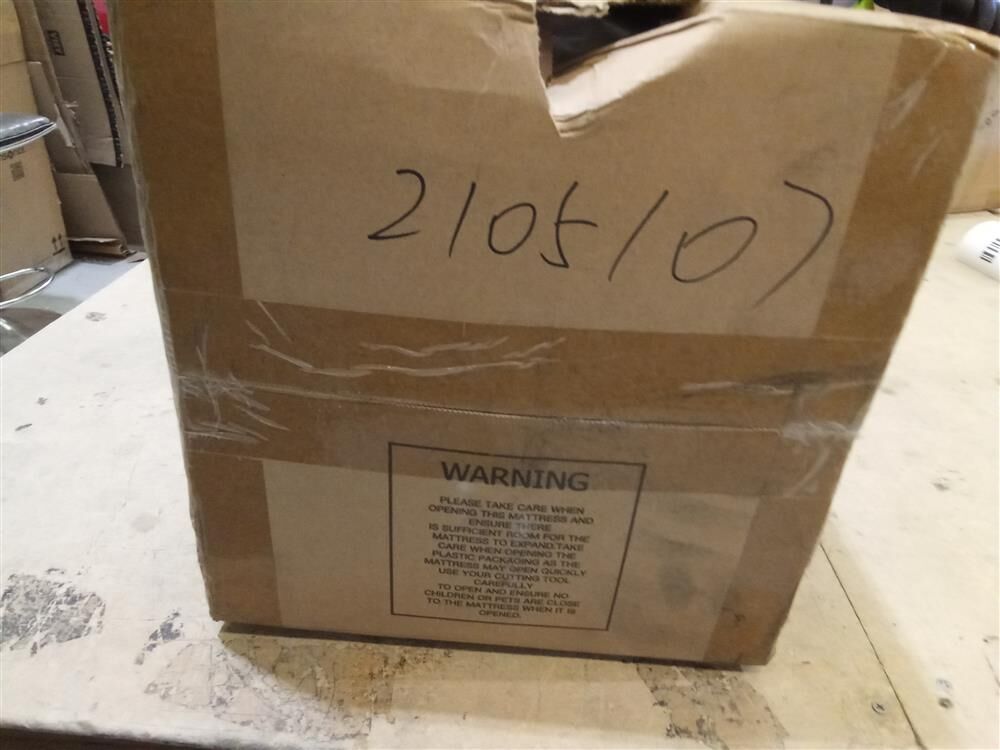 2105107
WARNING
PLEASE TAKE CARE WHEN
OPENING THIS MATTRESS AND
ENSURE THERE
IS SUFFICIENT ROOM FOR THE
MATTRESS TO EXPAND.TAKE
CARE WHEN OPENING THE
PLASTIC PACKAGING AS THE
MATTRESS MAY OPEN QUICKLY
USE YOUR CUTTING TOOL
CAREFULLY
TO OPEN AND ENSURE NO
CHILDREN OR PETS ARE CLOSE
TO THE MATTRESS WHEN IT IS
OPENED.